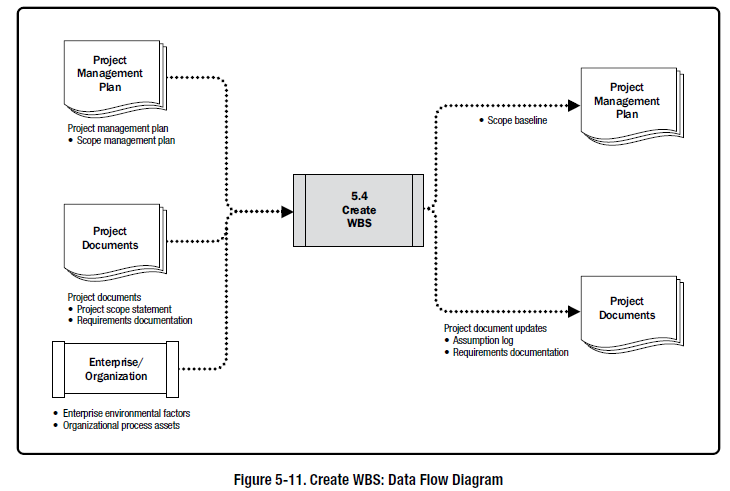 Project
Management
Plan
Project management plan
• Scope management plan
Project
Documents
Project documents
• Project scope statement
• Requirements documentation
Enterprise/
Organization
• Enterprise environmental factors
• Organizational process assets
5.4
Create
WBS
• Scope baseline
Project
Management
Plan
Project document updates
• Assumption log
• Requirements documentation
Project
Documents
Figure 5-11. Create WBS: Data Flow Diagram